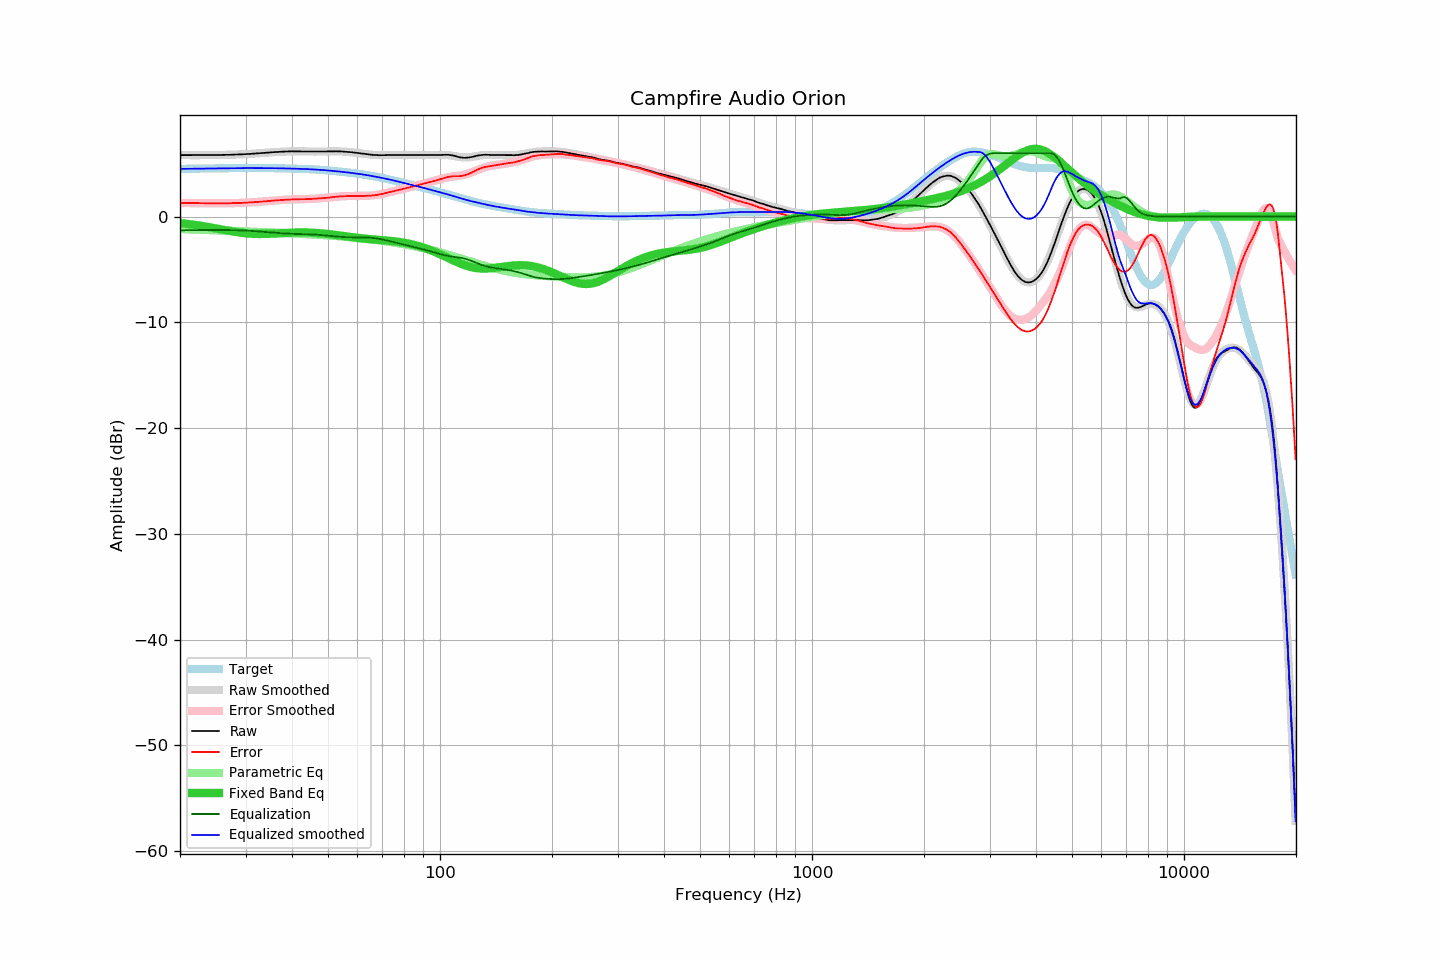 Campfire Audio Orion
Amplitude (dBr)
0
−10
−20
−30
−40
−50
−60
Target
Raw Smoothed
Error Smoothed
Raw
Error
Parametric Eq
Fixed Band Eq
Equalization
Equalized smoothed
100 1000 10000
Frequency (Hz)